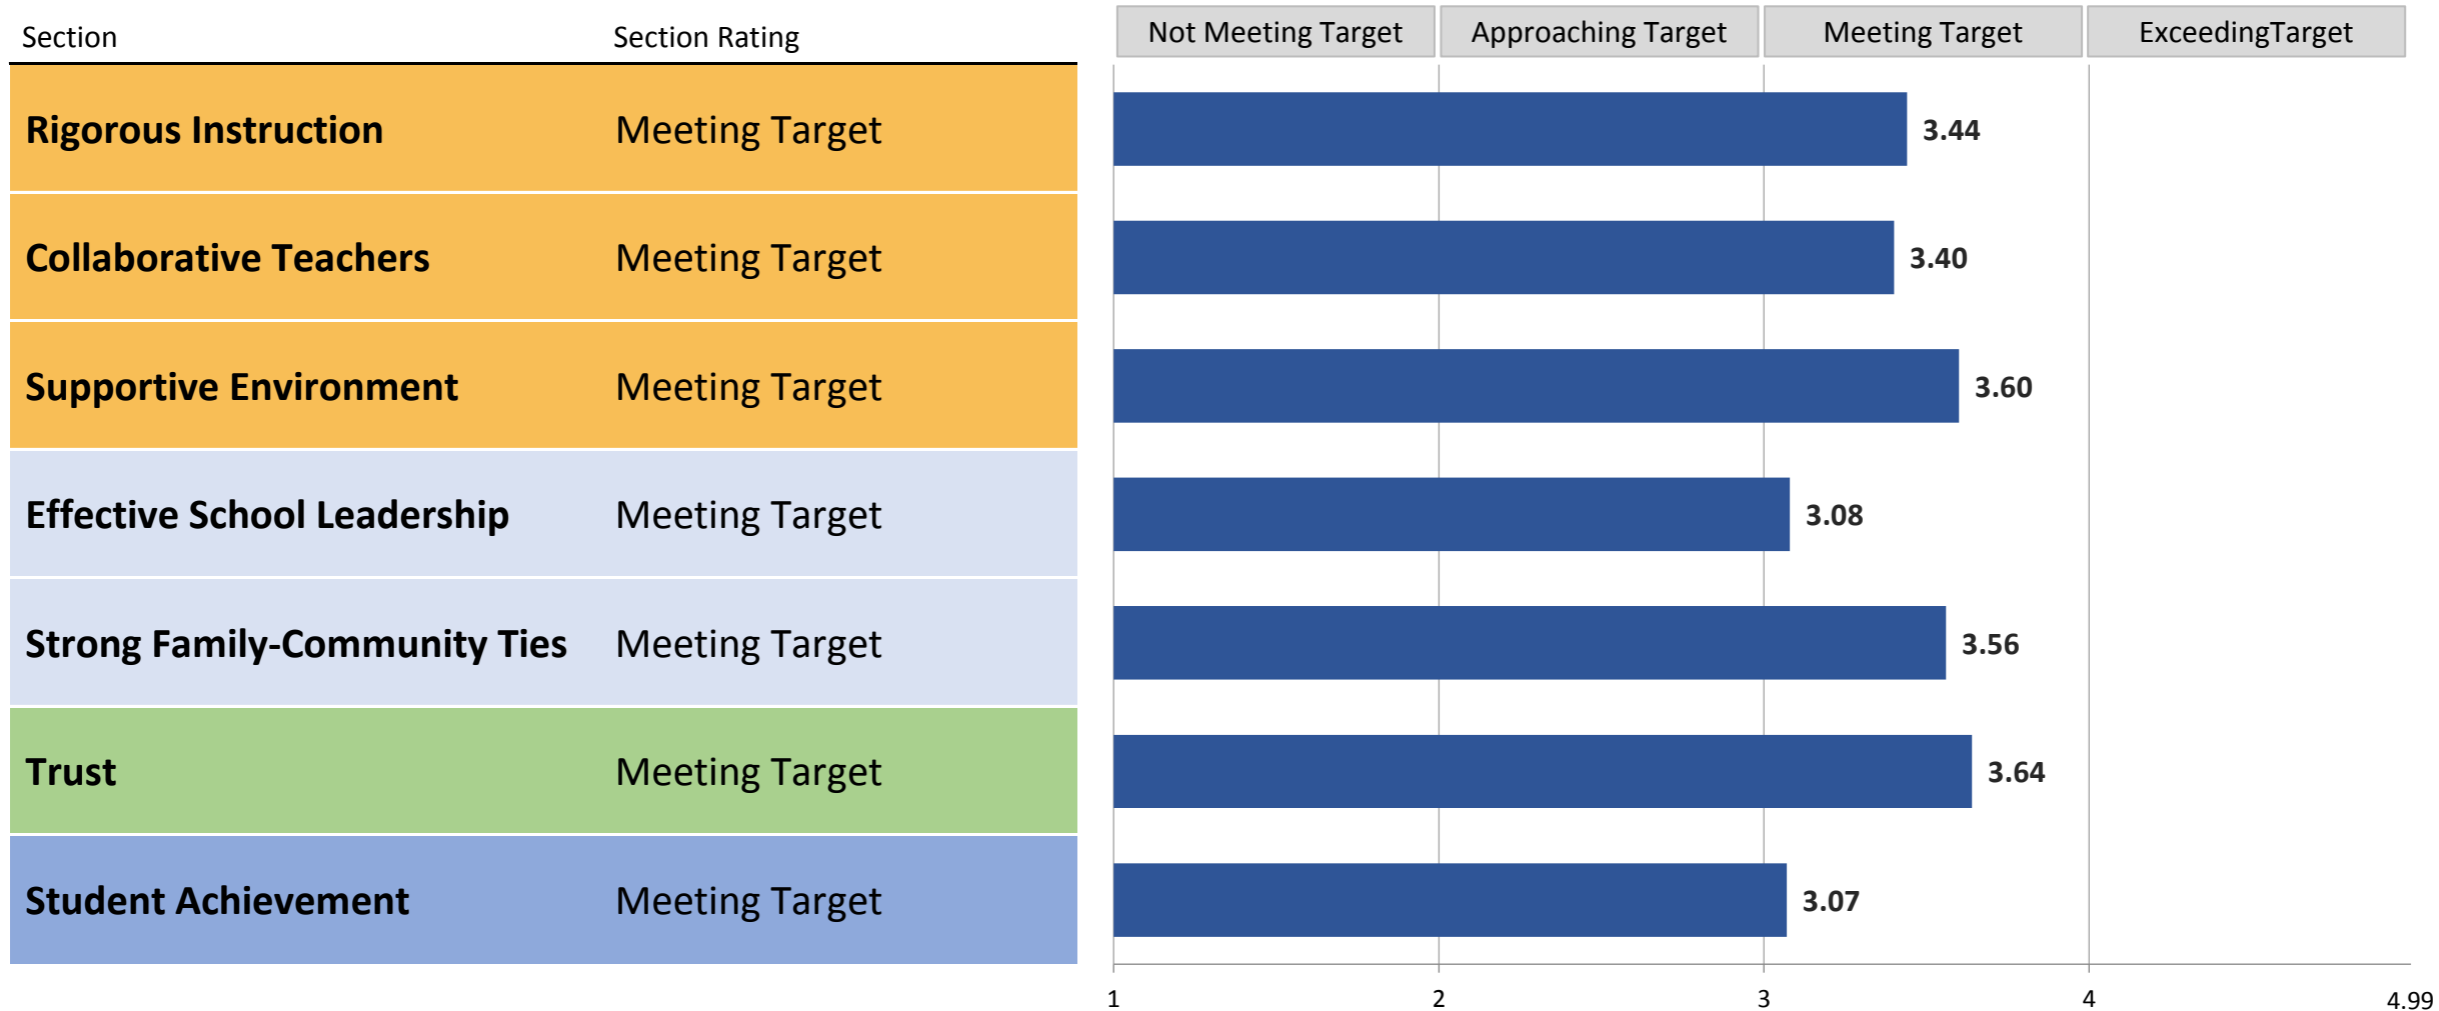 Section Section Rating Not Meeting Target Approaching Target Meeting Target ExceedingTarget
Rigorous Instruction Meeting Target 3.44
Collaborative Teachers Meeting Target 3.40
Supportive Environment Meeting Target 3.60
Effective School Leadership Meeting Target 3.08
Strong Family-Community Ties Meeting Target 3.56
Trust Meeting Target 3.64
Student Achievement Meeting Target 3.07
1 2 3 4 4.99